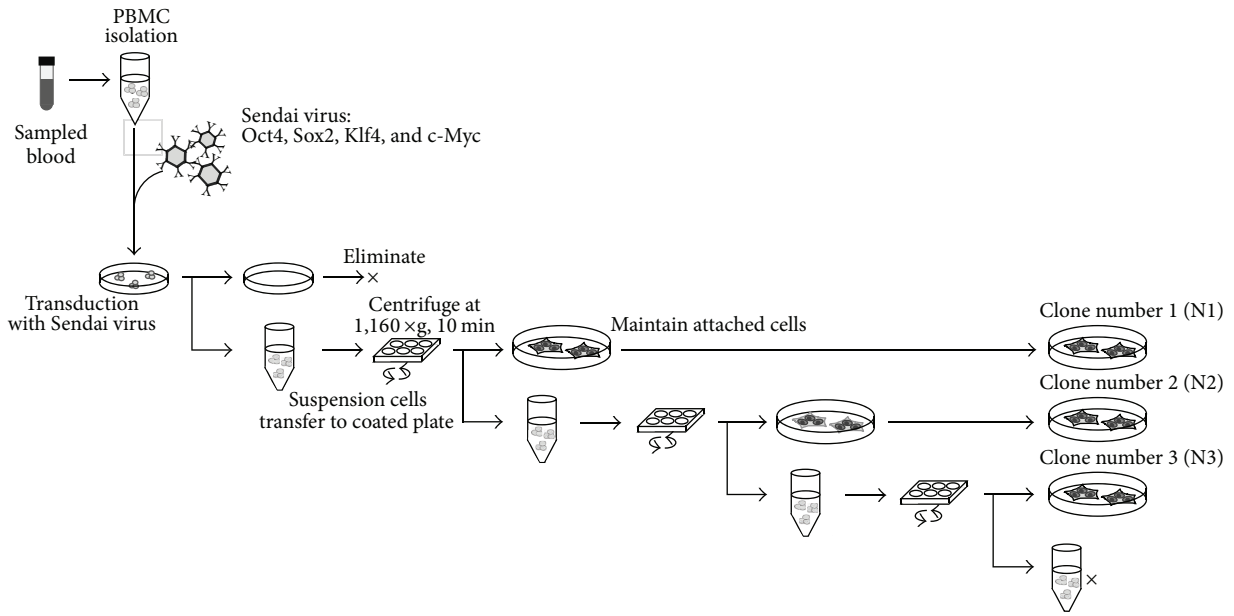 PBMC
isolation
Sampled
blood
Sendai virus:
Oct4, Sox2, Klf4, and c-Myc
Transduction
with Sendai virus
Eliminate
×
Centrifuge at
1,160 ×g, 10 min
Suspension cells
transfer to coated plate
Maintain attached cells
Clone number 1 (N1)
Clone number 2 (N2)
Clone number 3 (N3)
×